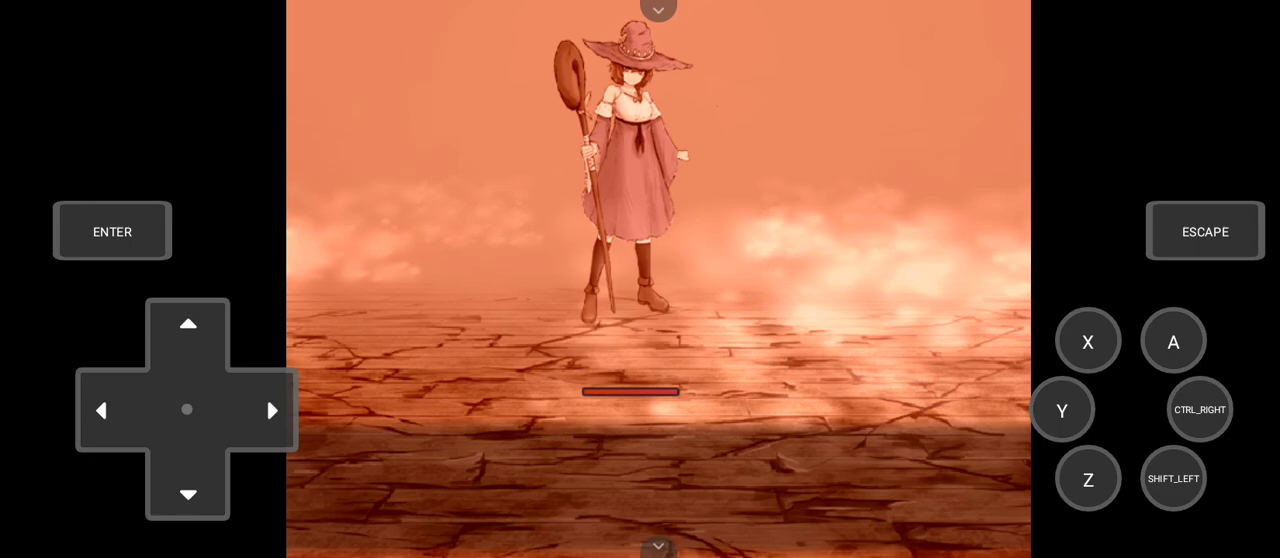 ENTER
ESCAPE
X
A
Y
CTRL_RIGHT
Z
SHIFT_LEFT